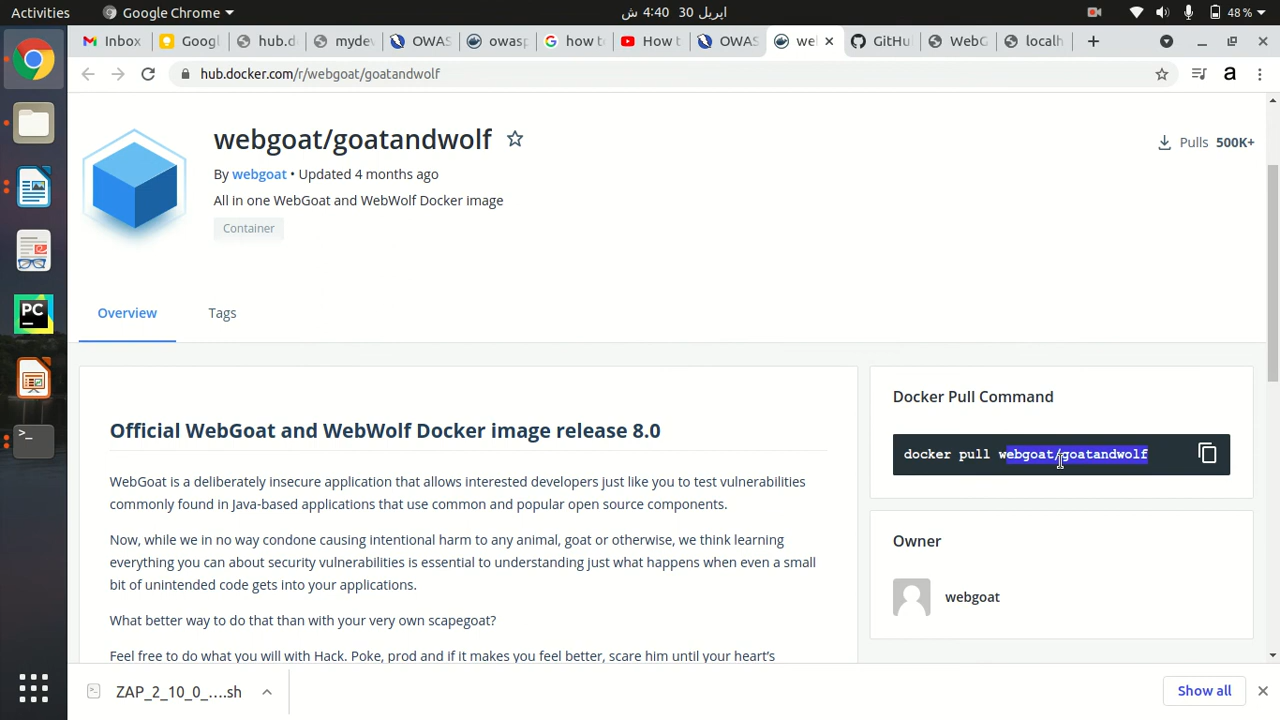 Activities
Google Chrome
اپریل 30 4:40 ش
48 %
Inbox
Googl
hub.d
mydev
OWAS
owasp
how t
How t
OWAS
we
GitHu
WebG
localh
hub.docker.com/r/webgoat/goatandwolf
a
webgoat/goatandwolf
Pulls 500K+
By webgoat • Updated 4 months ago
All in one WebGoat and WebWolf Docker image
Container
PC
Overview
Tags
Docker Pull Command
docker pull webgoat/goatandwolf
Official WebGoat and WebWolf Docker image release 8.0
WebGoat is a deliberately insecure application that allows interested developers just like you to test vulnerabilities
commonly found in Java-based applications that use common and popular open source components.
Now, while we in no way condone causing intentional harm to any animal, goat or otherwise, we think learning
everything you can about security vulnerabilities is essential to understanding just what happens when even a small
bit of unintended code gets into your applications.
What better way to do that than with your very own scapegoat?
Feel free to do what you will with Hack. Poke, prod and if it makes you feel better, scare him until your heart's
Owner
webgoat
>_
ZAP_2_10_0_....sh
Show all